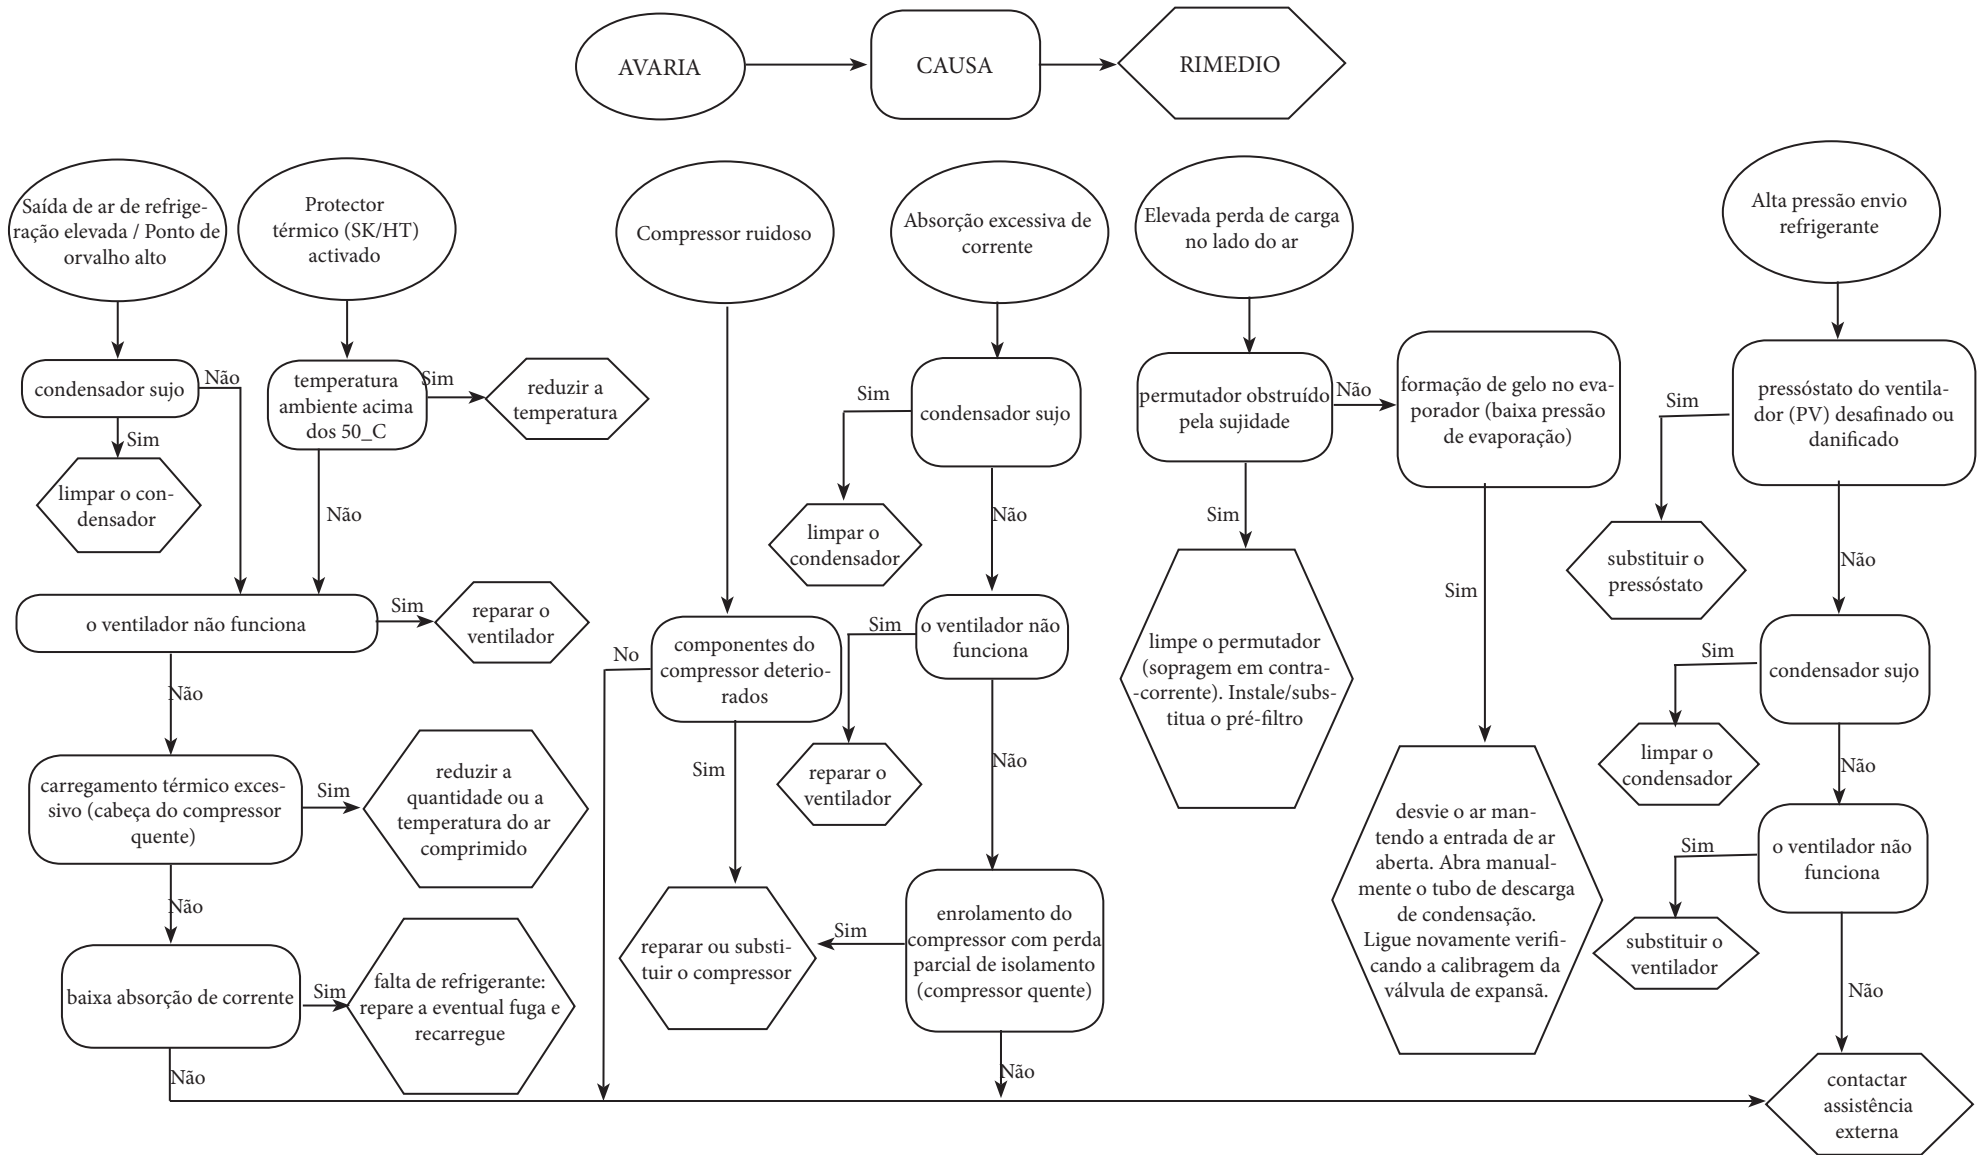 AVARIA
CAUSA
RIMEDIO
Saída de ar de refrige-
ração elevada / Ponto de
orvalho alto
Protector
térmico (SK/HT)
activado
Compressor ruidoso
Absorção excessiva de
corrente
Elevada perda de carga
no lado do ar
Alta pressão envio
refrigerante
condensador sujo
Não
Sim
limpar o con-
densador
temperatura
ambiente acima
dos 50_C
Sim
reduzir a
temperatura
Não
o ventilador não funciona
Sim
reparar o
ventilador
Não
carregamento térmico exces-
sivo (cabeça do compressor
quente)
Sim
reduzir a
quantidade ou a
temperatura do ar
comprimido
Não
baixa absorção de corrente
Sim
falta de refrigerante:
repare a eventual fuga e
recarregue
Não
No
componentes do
compressor deterio-
rados
Sim
reparar ou substi-
tuir o compressor
Sim
condensador sujo
limpar o
condensador
Não
Sim
o ventilador não
funciona
reparar o
ventilador
Não
enrolamento do
compressor com perda
parcial de isolamento
(compressor quente)
Sim
Não
permutador obstruído
pela sujidade
Não
Sim
limpe o permutador
(sopragem em contra-
-corrente). Instale/subs-
titua o pré-filtro
formação de gelo no eva-
porador (baixa pressão
de evaporação)
Sim
desvie o ar man-
tendo a entrada de ar
aberta. Abra manual-
mente o tubo de descarga
de condensação.
Ligue novamente verifi-
cando a calibragem da
válvula de expansã.
pressóstato do ventila-
dor (PV) desafinado ou
danificado
Sim
substituir o
pressóstato
Não
condensador sujo
Sim
limpar o
condensador
Não
o ventilador não
funciona
Sim
substituir o
ventilador
Não
contactar
assistência
externa